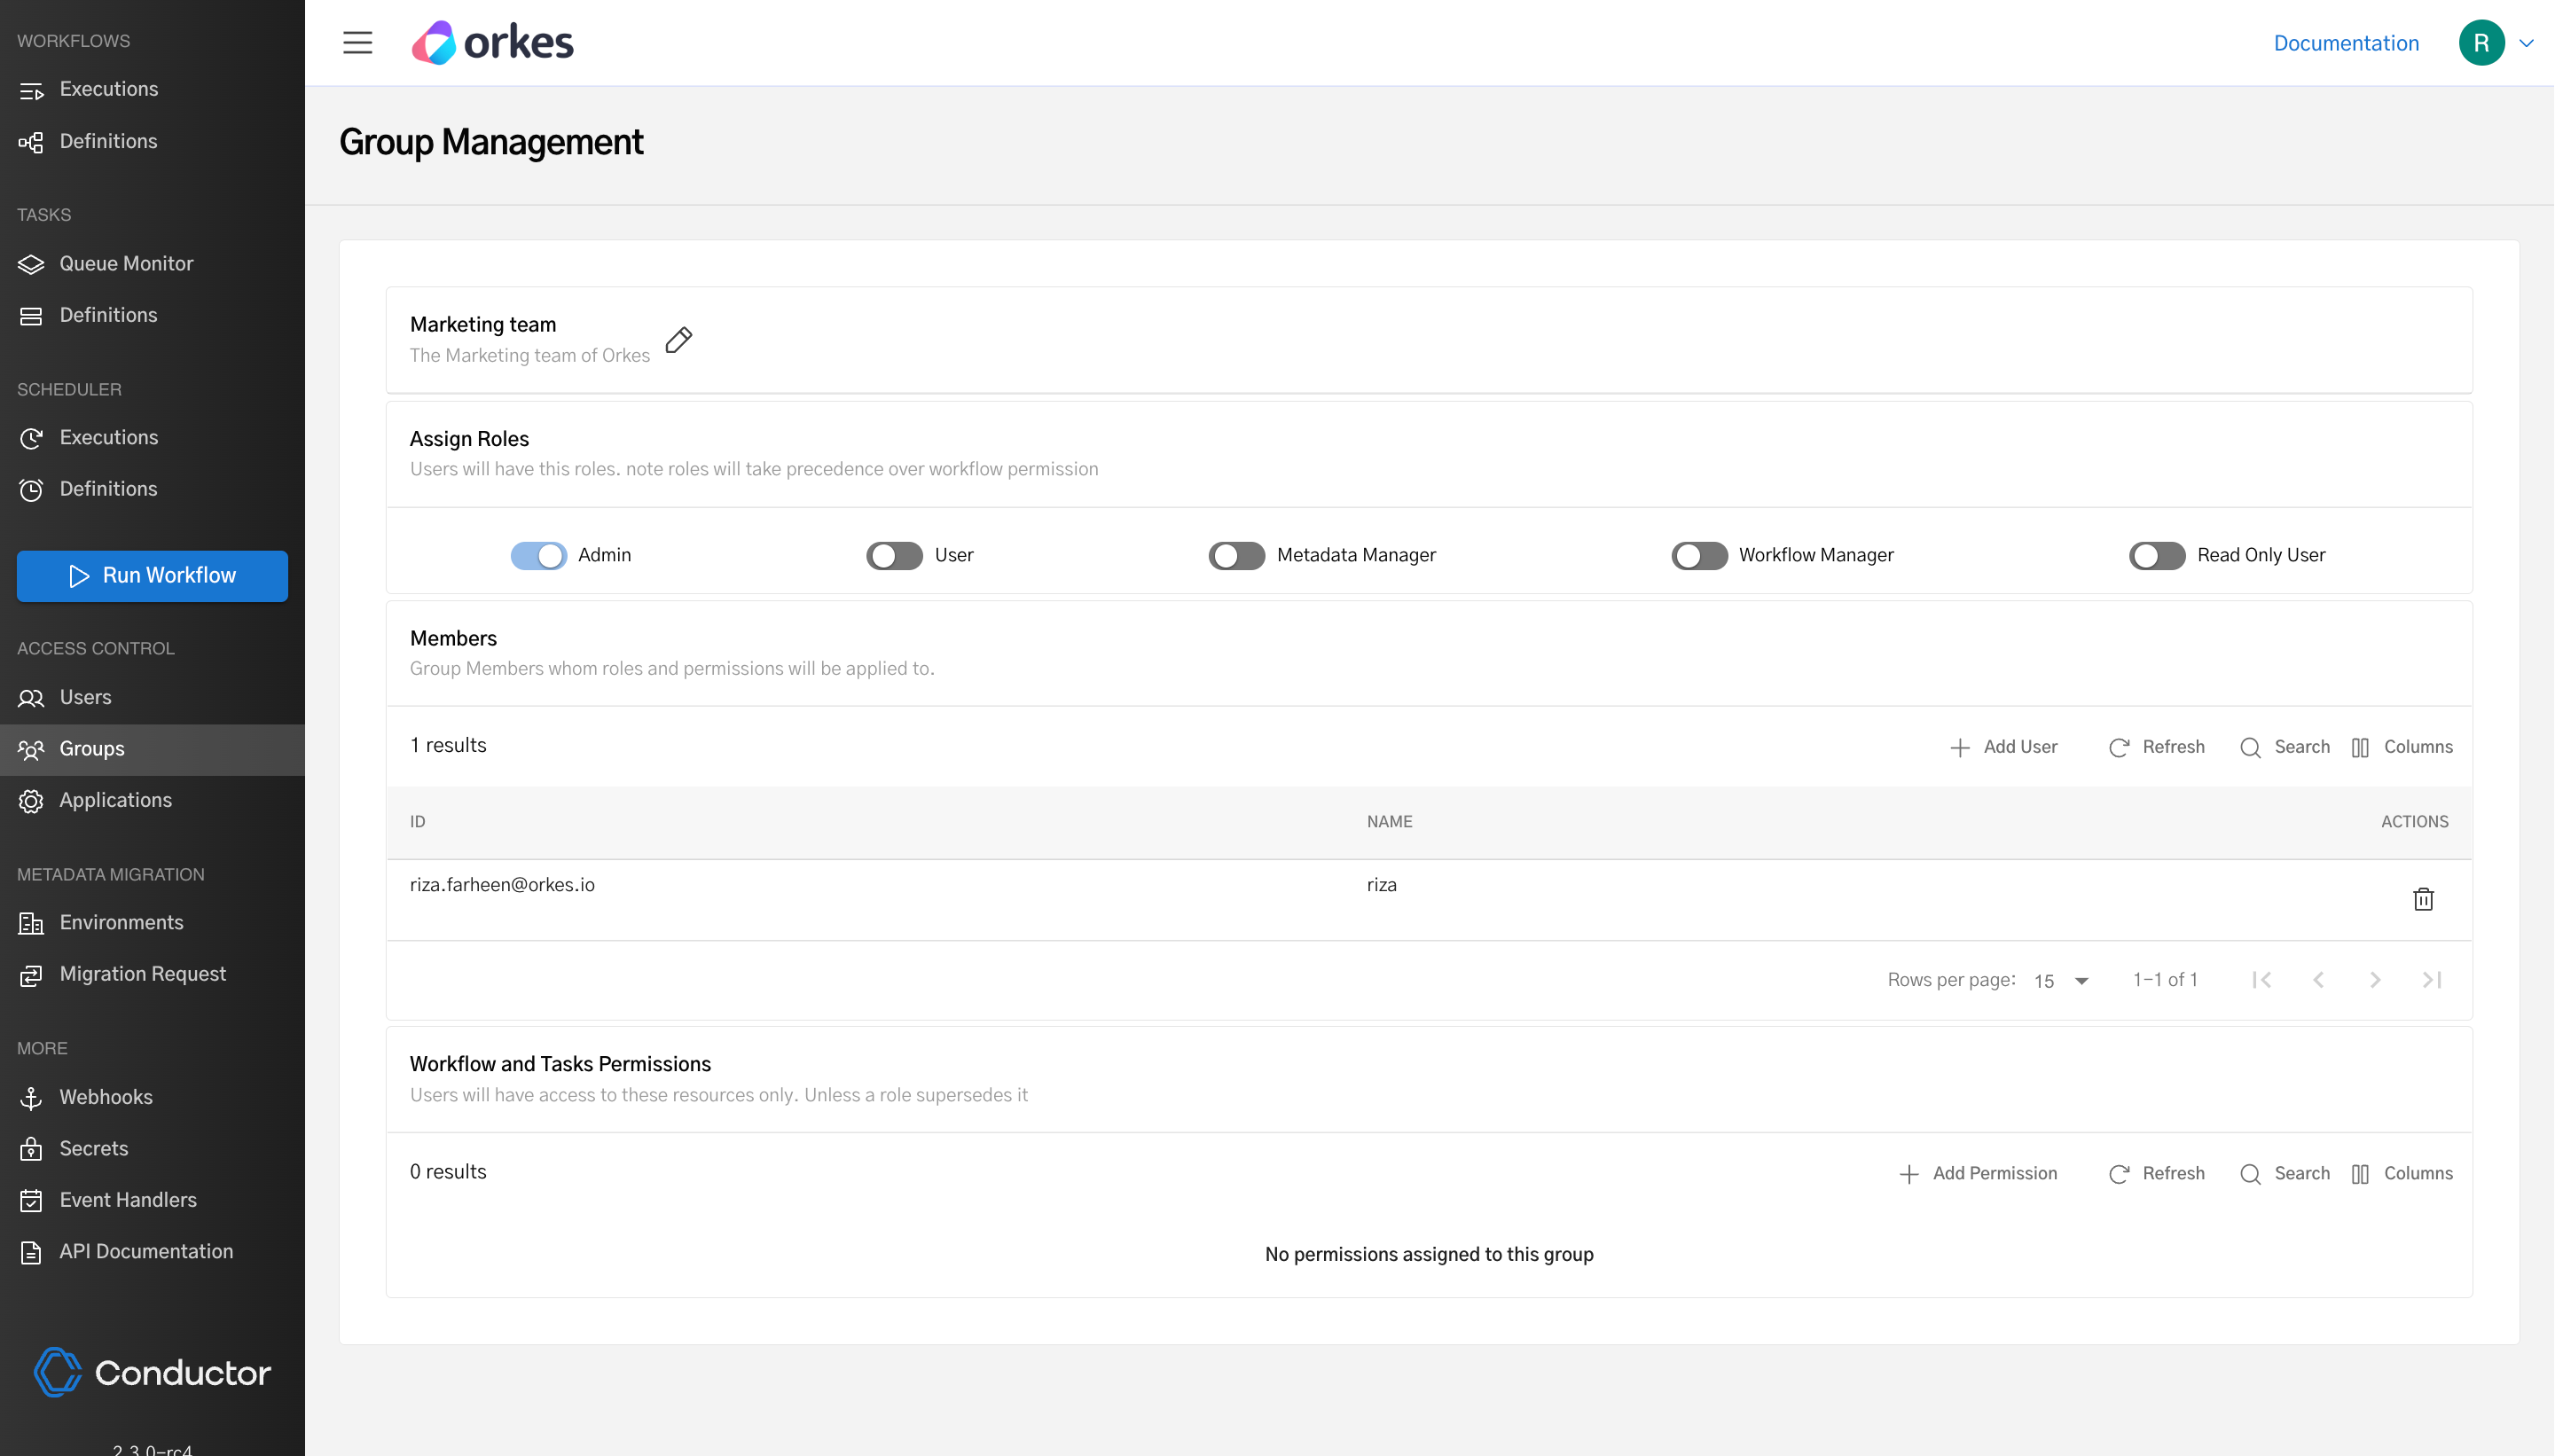 WORKFLOWS
Executions
Definitions
TASKS
Queue Monitor
Definitions
SCHEDULER
Executions
Definitions
Run Workflow
ACCESS CONTROL
Users
Groups
Applications
METADATA MIGRATION
Environments
Migration Request
MORE
Webhooks
Secrets
Event Handlers
API Documentation
Conductor
2.3.0-rc4
orkes
Documentation
R
Group Management
Marketing team
The Marketing team of Orkes
Assign Roles
Users will have this roles. note roles will take precedence over workflow permission
Admin User Metadata Manager Workflow Manager Read Only User
Members
Group Members whom roles and permissions will be applied to.
1 results Add User Refresh Search Columns
ID NAME ACTIONS
riza.farheen@orkes.io riza
Rows per page: 15 1-1 of 1
Workflow and Tasks Permissions
Users will have access to these resources only. Unless a role supersedes it
0 results Add Permission Refresh Search Columns
No permissions assigned to this group